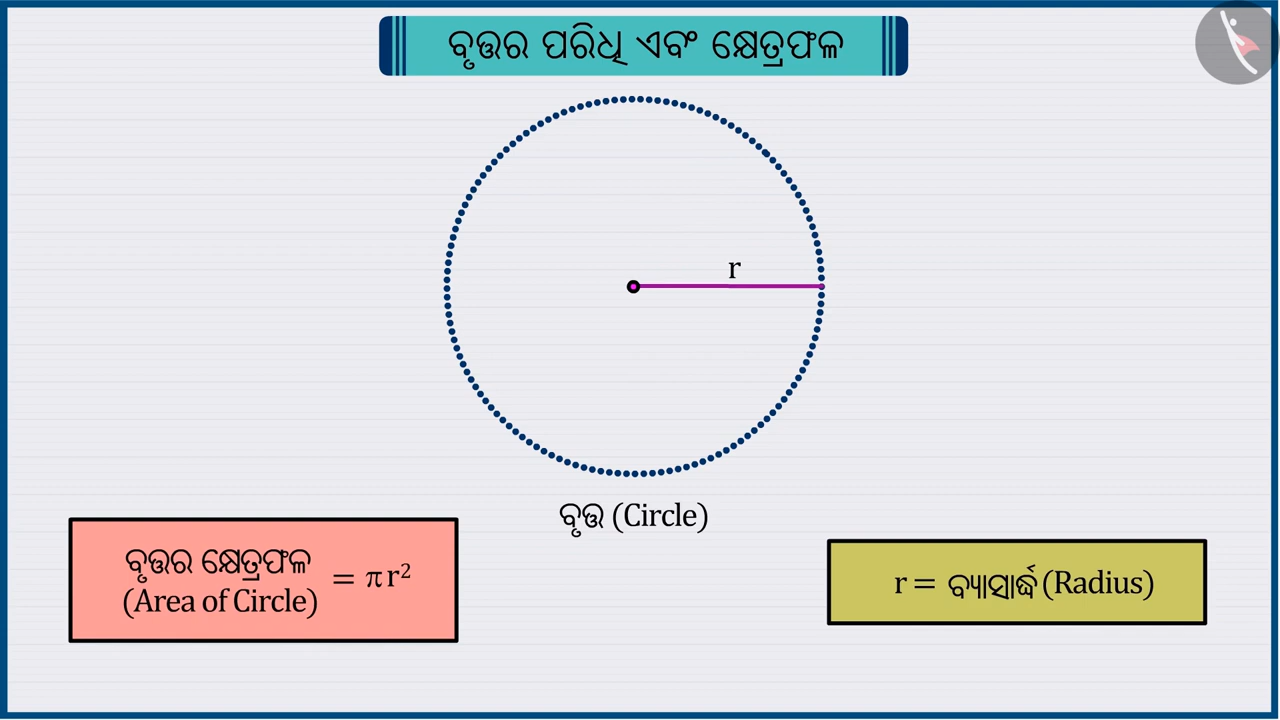 ବୃତ୍ତର ପରିଧି ଏବଂ କ୍ଷେତ୍ରଫଳ
r
ବୃତ୍ତ (Circle)
ବୃତ୍ତର କ୍ଷେତ୍ରଫଳ
(Area of Circle)
= πr²
r = ବ୍ୟାସାର୍ଦ୍ଧ (Radius)